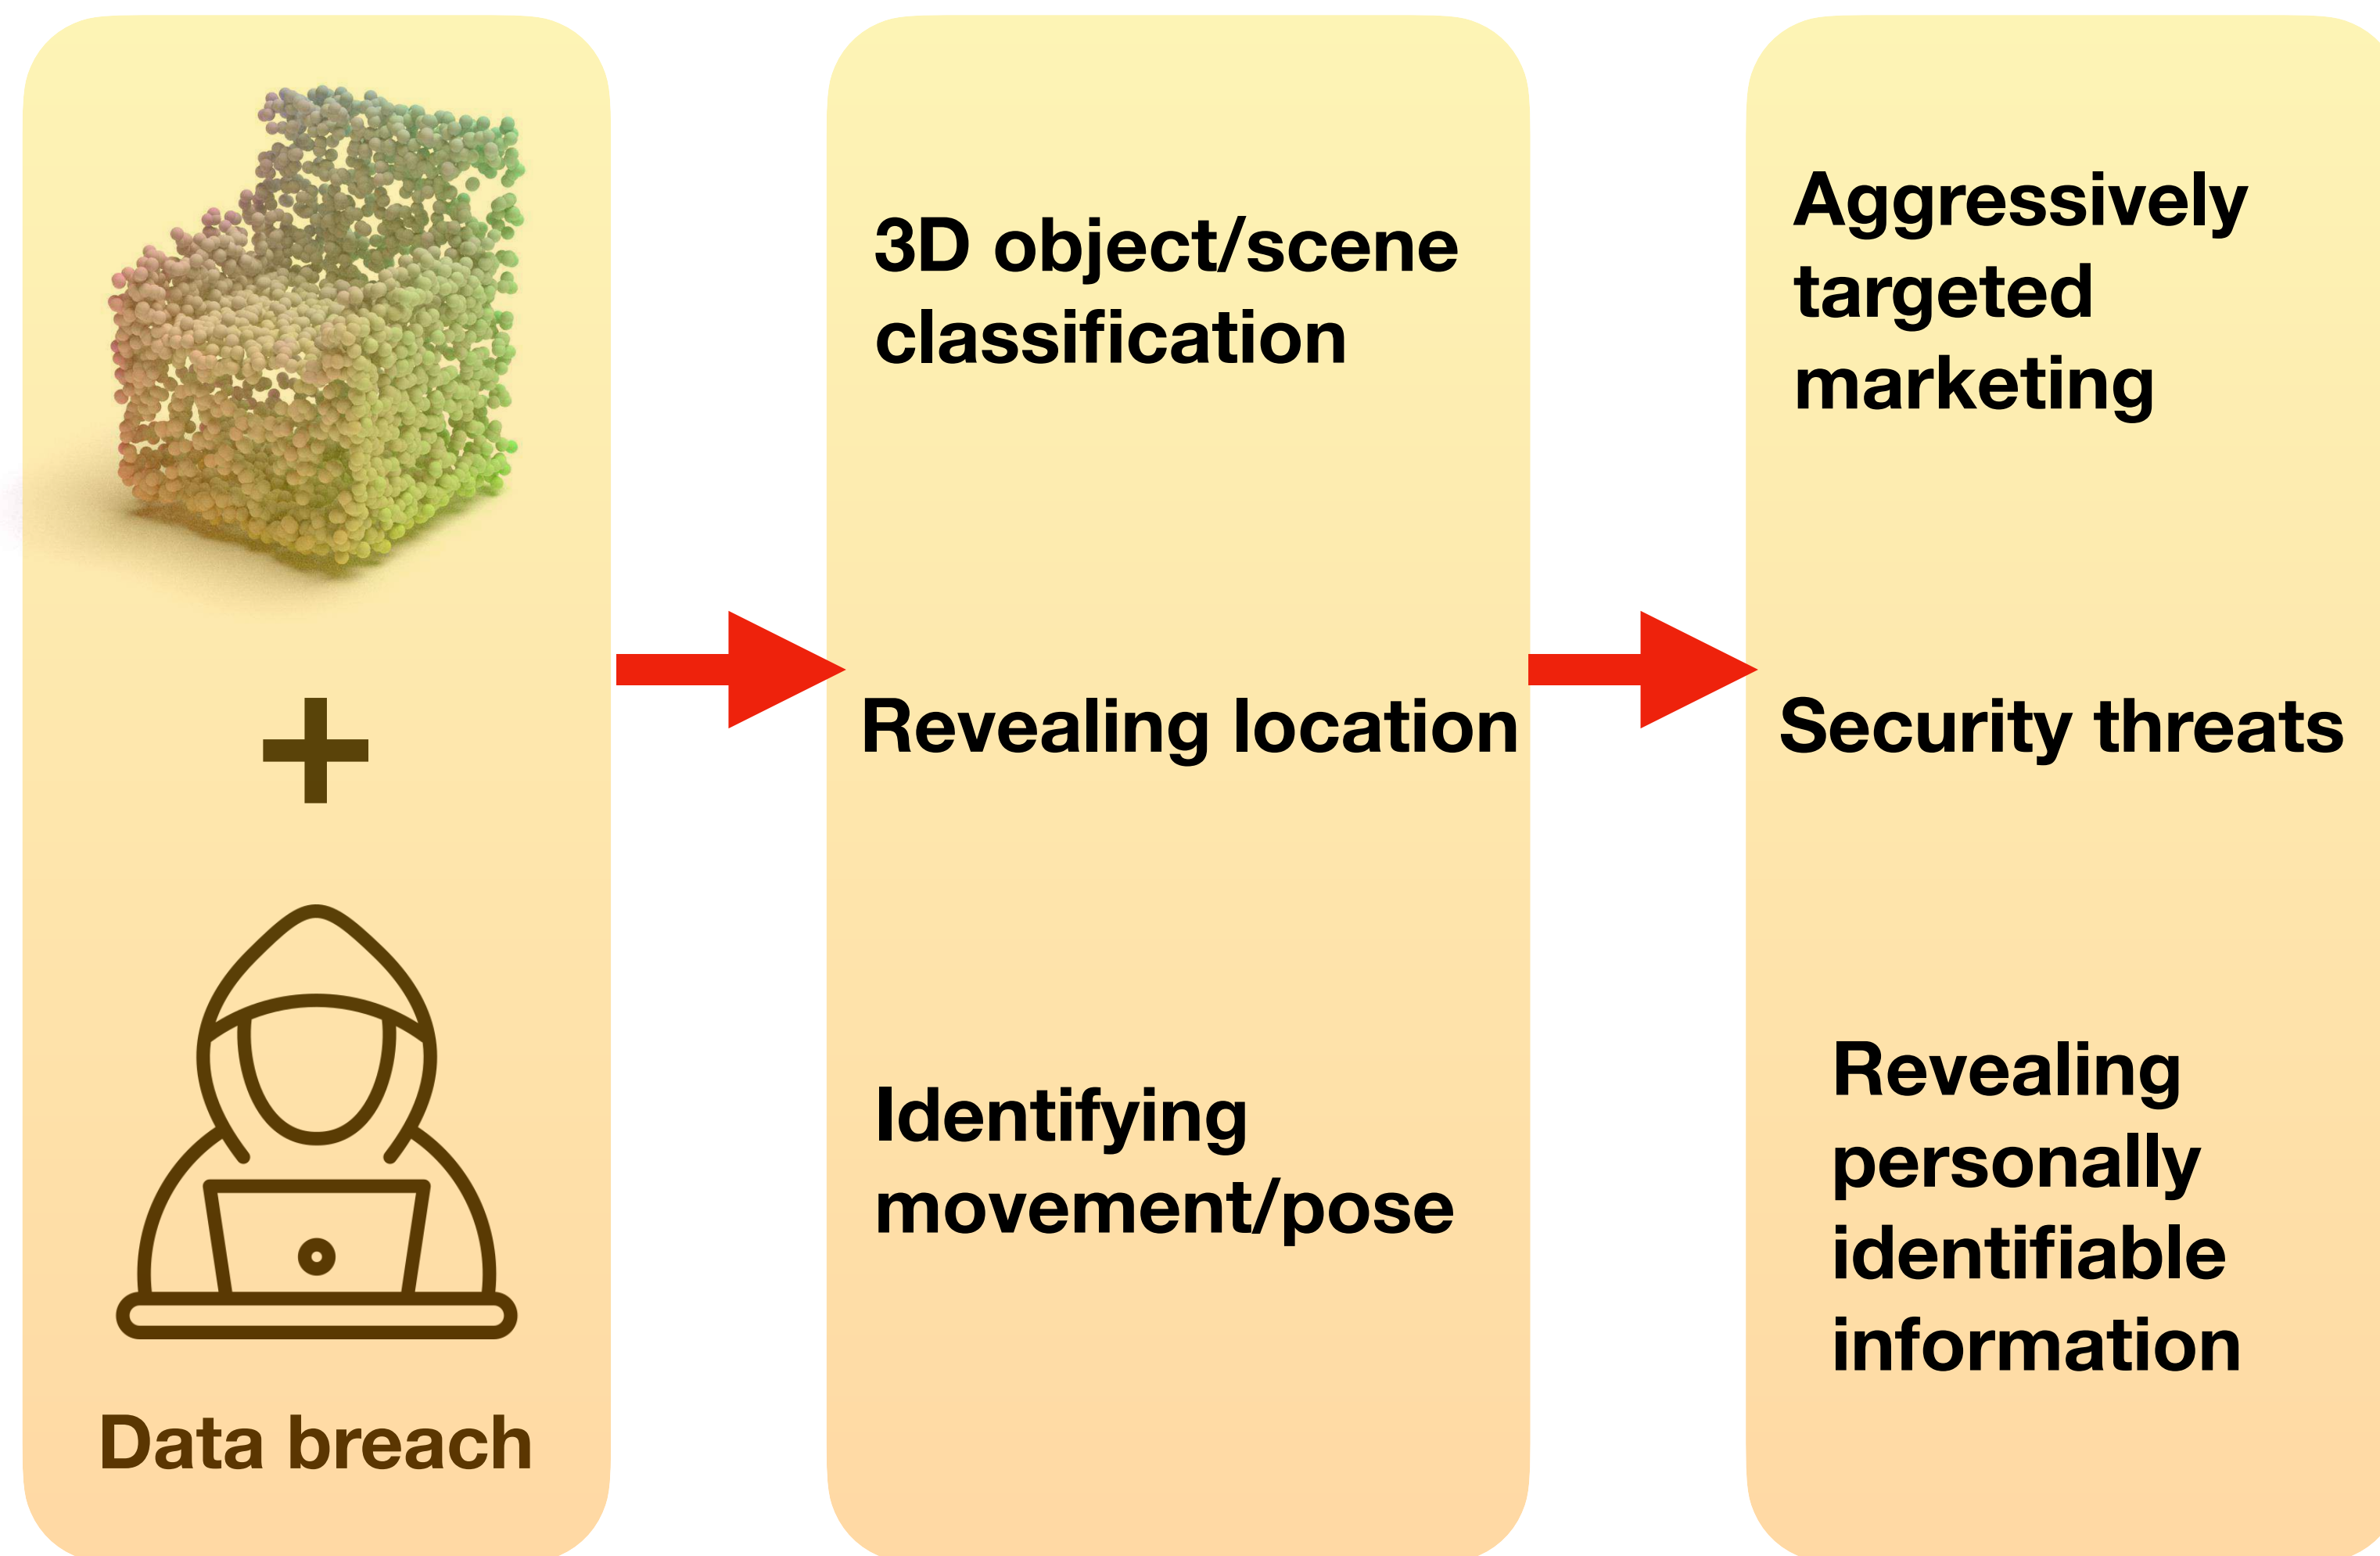 +
Data breach
3D object/scene
classification
Revealing location
Identifying
movement/pose
Aggressively
targeted
marketing
Security threats
Revealing
personally
identifiable
information